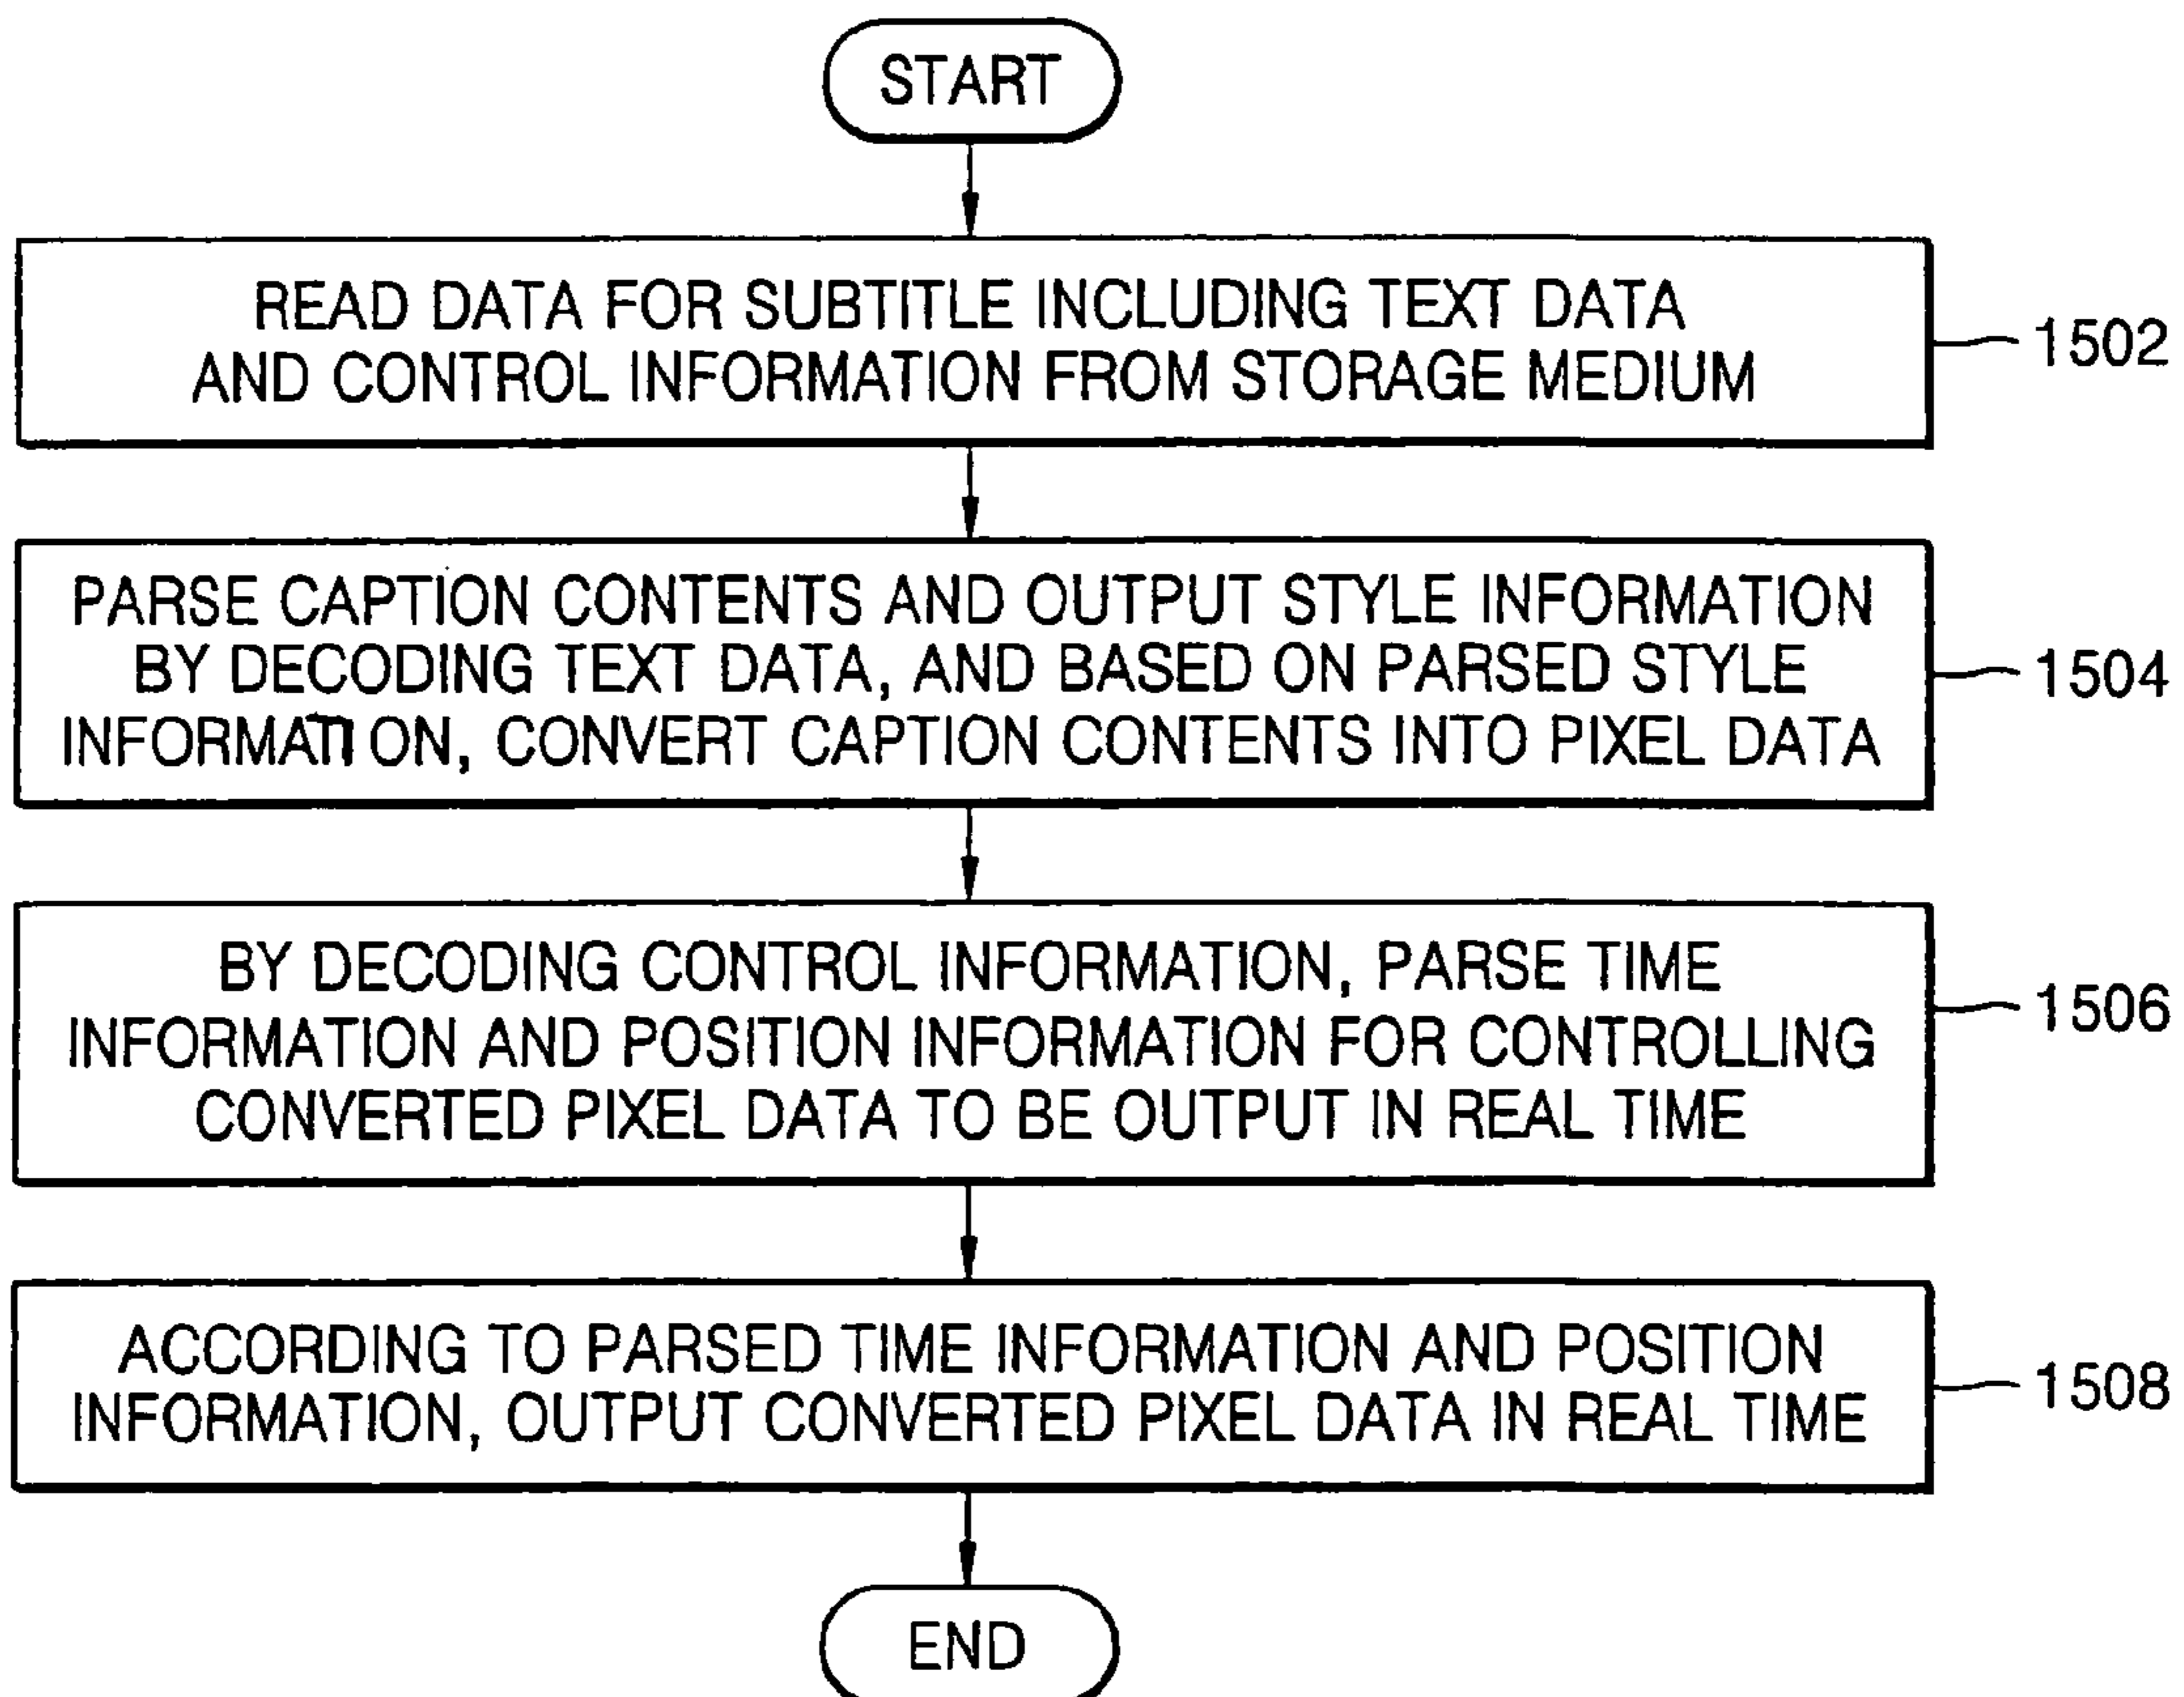 START
READ DATA FOR SUBTITLE INCLUDING TEXT DATA
AND CONTROL INFORMATION FROM STORAGE MEDIUM
1502
PARSE CAPTION CONTENTS AND OUTPUT STYLE INFORMATION
BY DECODING TEXT DATA, AND BASED ON PARSED STYLE
INFORMATION, CONVERT CAPTION CONTENTS INTO PIXEL DATA
1504
BY DECODING CONTROL INFORMATION, PARSE TIME
INFORMATION AND POSITION INFORMATION FOR CONTROLLING
CONVERTED PIXEL DATA TO BE OUTPUT IN REAL TIME
1506
ACCORDING TO PARSED TIME INFORMATION AND POSITION
INFORMATION, OUTPUT CONVERTED PIXEL DATA IN REAL TIME
1508
END